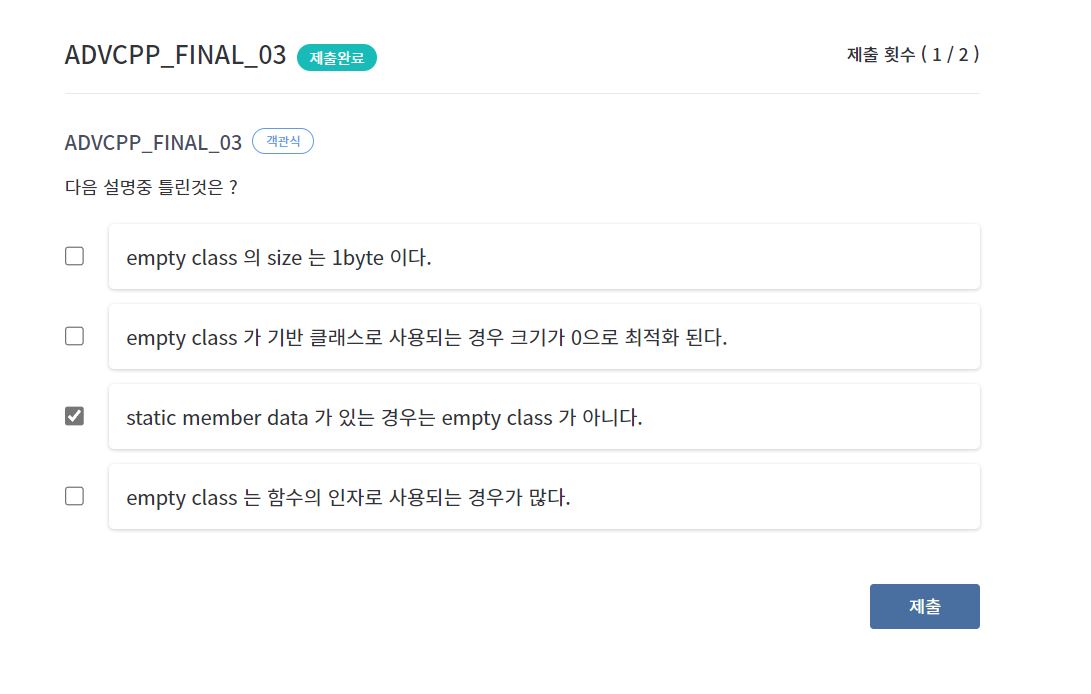 ADVCPP_FINAL_03 제출완료 제출 횟수 ( 1 / 2 )
ADVCPP_FINAL_03 객관식
다음 설명중 틀린것은 ?
empty class 의 size 는 1byte 이다.
empty class 가 기반 클래스로 사용되는 경우 크기가 0으로 최적화 된다.
static member data 가 있는 경우는 empty class 가 아니다.
empty class 는 함수의 인자로 사용되는 경우가 많다.
제출